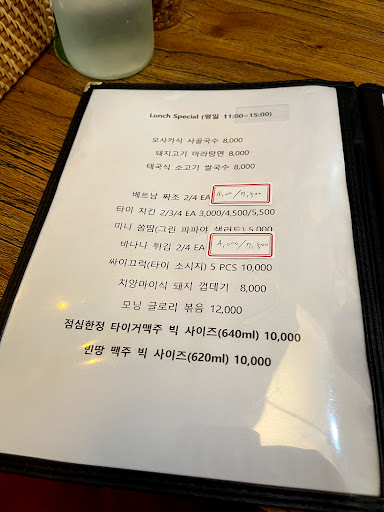 Lunch Special (평일 11:00~15:00)
오사카식 사골국수 8,000
돼지고기 마라탕면 8,000
태국식 소고기 쌀국수 8,000
베트남 짜조 2/4 EA 4,000/7,500
타이 치킨 2/3/4 EA 3,000/4,500/5,500
미니 쏨땀(그린 파파야 샐러드) 5,000
바나나 튀김 2/4 EA 4,000/7,500
싸이끄럭(타이 소시지) 5 PCS 10,000
치앙마이식 돼지 껍데기 8,000
모닝 글로리 볶음 12,000
점심한정 타이거맥주 빅 사이즈(640ml) 10,000
빈땅 맥주 빅 사이즈(620ml) 10,000